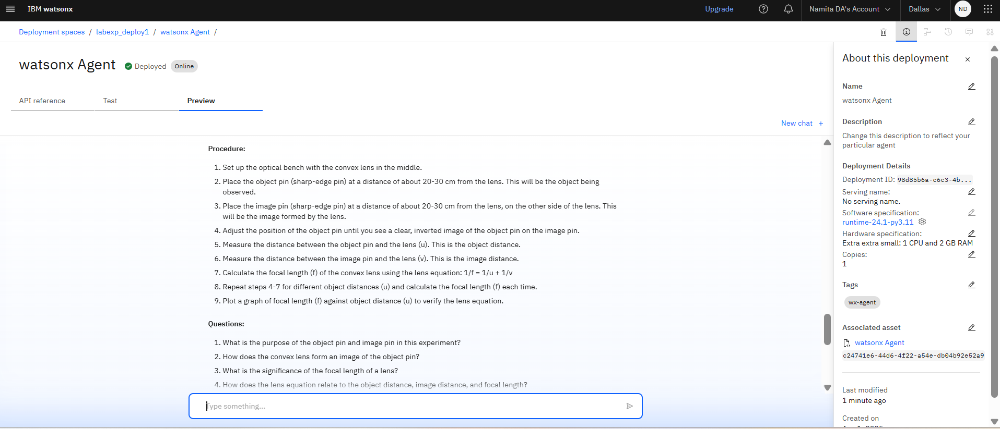 IBM watsonx
Upgrade
Namita DA's Account
Dallas
ND
Deployment spaces / labexp_deploy1 / watsonx Agent /
watsonx Agent
Deployed
Online
API reference
Test
Preview
New chat +
Procedure:
1. Set up the optical bench with the convex lens in the middle.
2. Place the object pin (sharp-edge pin) at a distance of about 20-30 cm from the lens. This will be the object being
observed.
3. Place the image pin (sharp-edge pin) at a distance of about 20-30 cm from the lens, on the other side of the lens. This
will be the image formed by the lens.
4. Adjust the position of the object pin until you see a clear, inverted image of the object pin on the image pin.
5. Measure the distance between the object pin and the lens (u). This is the object distance.
6. Measure the distance between the image pin and the lens (v). This is the image distance.
7. Calculate the focal length (f) of the convex lens using the lens equation: 1/f = 1/u + 1/v
8. Repeat steps 4-7 for different object distances (u) and calculate the focal length (f) each time.
9. Plot a graph of focal length (f) against object distance (u) to verify the lens equation.
Questions:
1. What is the purpose of the object pin and image pin in this experiment?
2. How does the convex lens form an image of the object pin?
3. What is the significance of the focal length of a lens?
4. How does the lens equation relate to the object distance, image distance, and focal length?
Type something...
About this deployment
Name
watsonx Agent
Description
Change this description to reflect your
particular agent
Deployment Details
Deployment ID: 98d85b6a-c6c3-4b...
Serving name:
No serving name.
Software specification:
runtime-24.1-py3.11
Hardware specification:
Extra extra small: 1 CPU and 2 GB RAM
Copies:
1
Tags
wx-agent
Associated asset
watsonx Agent
c24741e6-44d6-4f22-a54e-db04b92e52a9
Last modified
1 minute ago
Created on